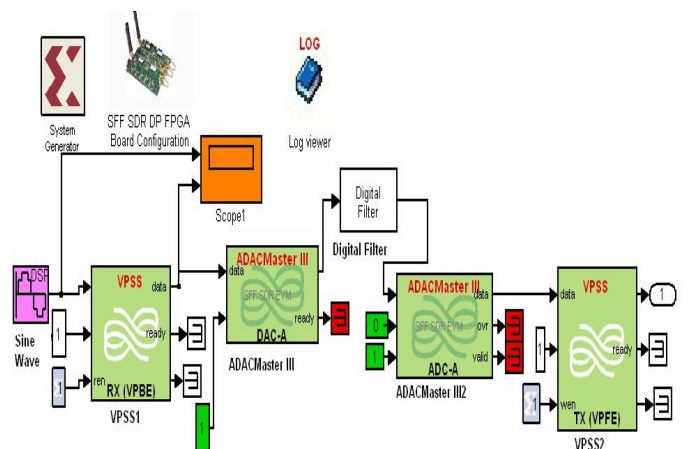 LOG
System
Generator
SFF SDR DP FPGA
Board Configuration
Log viewer
Scope1
Digital
Filter
Digital Filter
DSP
Sine
Wave
1
1
VPSS
data
ready
ren
RX (VPBE)
VPSS1
1
ADACMaster III
data
SFF SDR EVM
ready
DAC-A
ADACMaster III
0
1
ADACMaster III
data
SFF SDR EVM
ovr
valid
ADC-A
ADACMaster III2
1
1
VPSS
data
ready
wen
TX (VPFE)
VPSS2
1